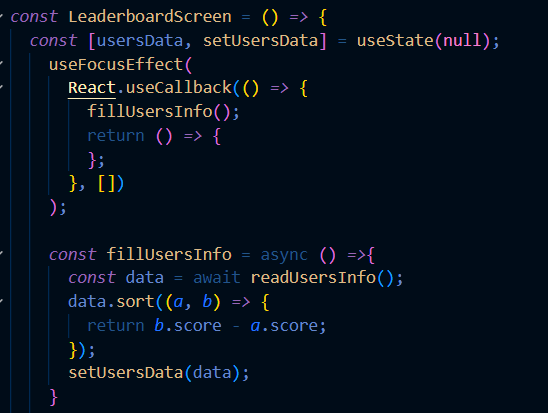 const LeaderboardScreen = () => {
const [usersData, setUsersData] = useState(null);
useFocusEffect(
React.useCallback(() => {
fillUsersInfo();
return () => {
};
}, [])
);
const fillUsersInfo = async () =>{
const data = await readUsersInfo();
data.sort((a, b) => {
return b.score - a.score;
});
setUsersData(data);
}